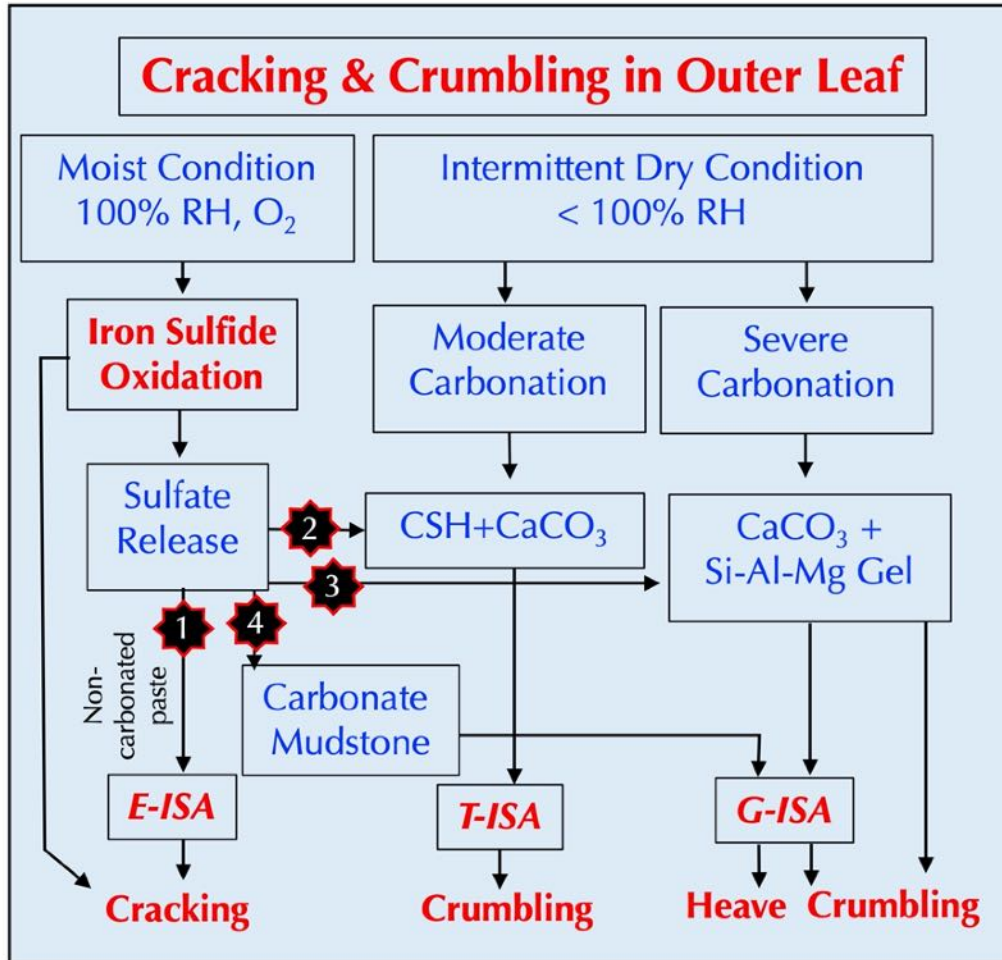 Cracking & Crumbling in Outer Leaf
Moist Condition
100% RH, O₂
Intermittent Dry Condition
< 100% RH
Iron Sulfide
Oxidation
Moderate
Carbonation
Severe
Carbonation
Sulfate
Release
2
CSH+CaCO₃
3
CaCO₃ +
Si-Al-Mg Gel
1
4
Non-
carbonated
paste
Carbonate
Mudstone
E-ISA
T-ISA
G-ISA
Cracking
Crumbling
Heave
Crumbling